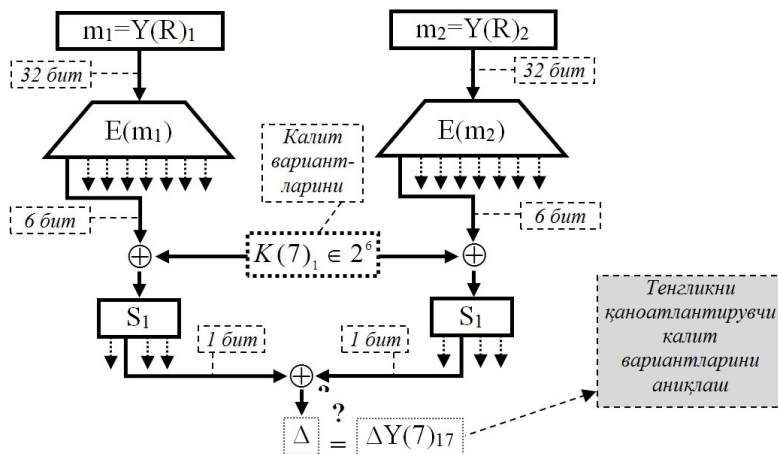 m₁=Y(R)₁
m₂=Y(R)₂
32 бит
32 бит
E(m₁)
E(m₂)
Калит
вариант-
ларини
6 бит
6 бит
K(7)₁ ∈ 2⁶
S₁
S₁
1 бит
1 бит
Тенгликни
қаноатлантирувчи
калит
вариантларини
аниқлаш
?
Δ = ΔY(7)₁₇